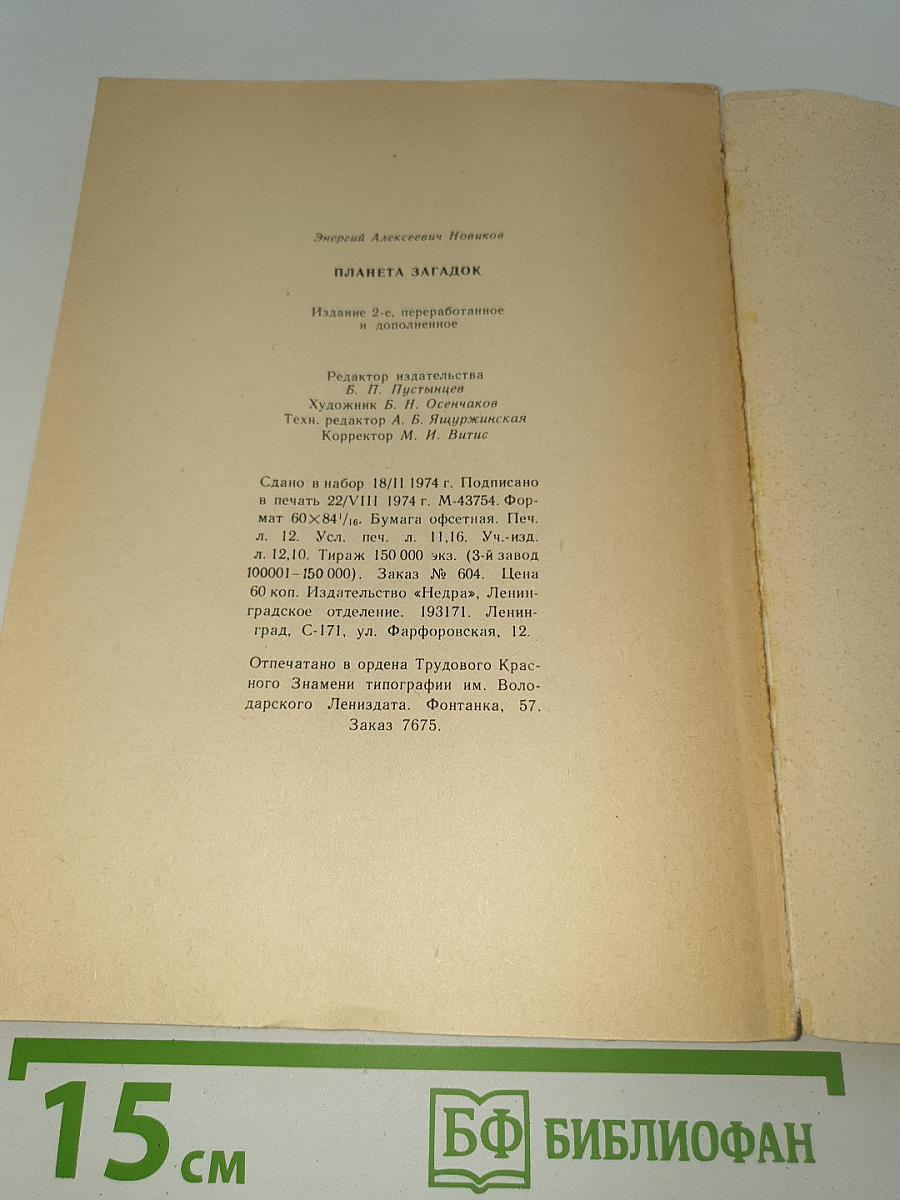 Энергий Алексеевич Новиков
ПЛАНЕТА ЗАГАДОК
Издание 2-е, переработанное
и дополненное
Редактор издательства
Б. П. Пустынцев
Художник Б. Н. Осенчаков
Техн. редактор А. Б. Ящуржинская
Корректор М. И. Витис
Сдано в набор 18/II 1974 г. Подписано
в печать 22/VIII 1974 г. М-43754. Фор-
мат 60×84¹/₁₆. Бумага офсетная. Печ.
л. 12. Усл. печ. л. 11,16. Уч.-изд.
л. 12,10. Тираж 150 000 экз. (3-й завод
100001–150 000). Заказ № 604. Цена
60 коп. Издательство «Недра», Ленин-
градское отделение. 193171. Ленин-
град, С-171, ул. Фарфоровская, 12.
Отпечатано в ордена Трудового Крас-
ного Знамени типографии им. Воло-
дарского Лениздата. Фонтанка, 57.
Заказ 7675.
15 см
БФ БИБЛИОФАН